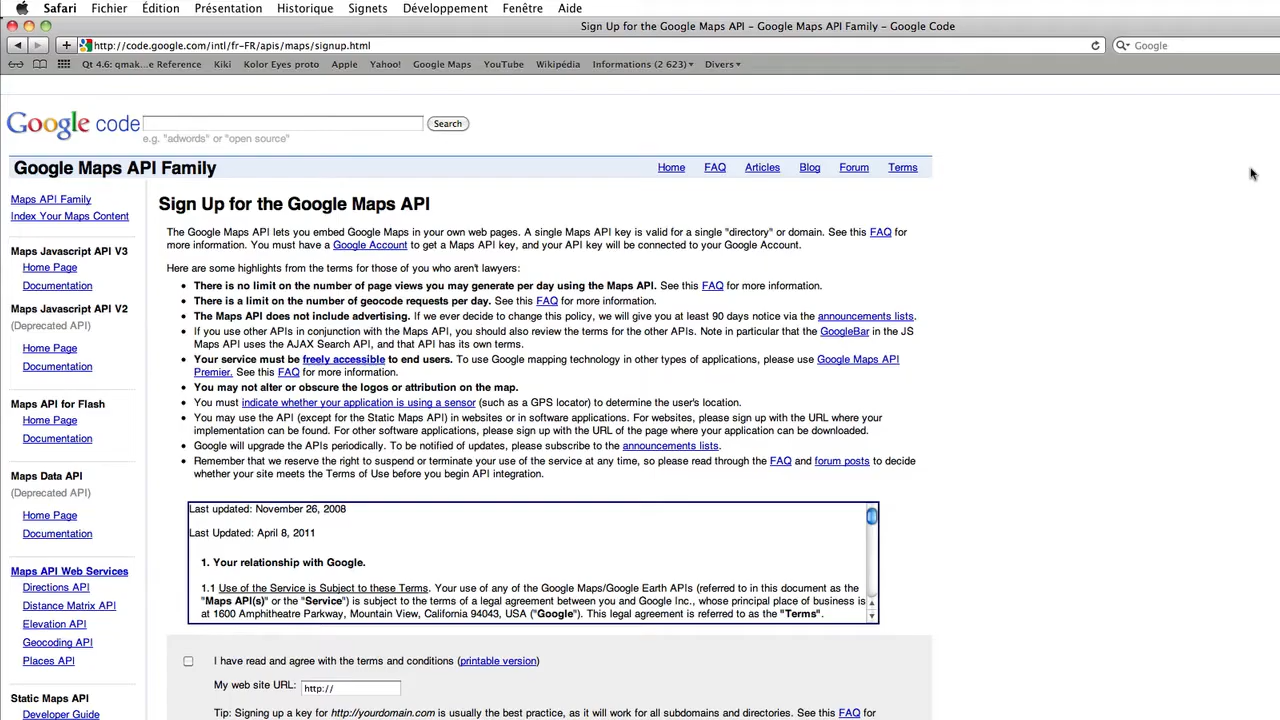 Safari Fichier Édition Présentation Historique Signets Développement Fenêtre Aide
Sign Up for the Google Maps API – Google Maps API Family – Google Code
http://code.google.com/intl/fr-FR/apis/maps/signup.html
Google
Qt 4.6: qmak...e Reference Kiki Kolor Eyes proto Apple Yahoo! Google Maps YouTube Wikipédia Informations (2 623) Divers
Google code
Search
e.g. "adwords" or "open source"
Google Maps API Family
Home FAQ Articles Blog Forum Terms
Maps API Family
Index Your Maps Content
Maps Javascript API V3
Home Page
Documentation
Maps Javascript API V2
(Deprecated API)
Home Page
Documentation
Maps API for Flash
Home Page
Documentation
Maps Data API
(Deprecated API)
Home Page
Documentation
Maps API Web Services
Directions API
Distance Matrix API
Elevation API
Geocoding API
Places API
Static Maps API
Developer Guide
Sign Up for the Google Maps API
The Google Maps API lets you embed Google Maps in your own web pages. A single Maps API key is valid for a single "directory" or domain. See this FAQ for
more information. You must have a Google Account to get a Maps API key, and your API key will be connected to your Google Account.
Here are some highlights from the terms for those of you who aren't lawyers:
• There is no limit on the number of page views you may generate per day using the Maps API. See this FAQ for more information.
• There is a limit on the number of geocode requests per day. See this FAQ for more information.
• The Maps API does not include advertising. If we ever decide to change this policy, we will give you at least 90 days notice via the announcements lists.
• If you use other APIs in conjunction with the Maps API, you should also review the terms for the other APIs. Note in particular that the GoogleBar in the JS
Maps API uses the AJAX Search API, and that API has its own terms.
• Your service must be freely accessible to end users. To use Google mapping technology in other types of applications, please use Google Maps API
Premier. See this FAQ for more information.
• You may not alter or obscure the logos or attribution on the map.
• You must indicate whether your application is using a sensor (such as a GPS locator) to determine the user's location.
• You may use the API (except for the Static Maps API) in websites or in software applications. For websites, please sign up with the URL where your
implementation can be found. For other software applications, please sign up with the URL of the page where your application can be downloaded.
• Google will upgrade the APIs periodically. To be notified of updates, please subscribe to the announcements lists.
• Remember that we reserve the right to suspend or terminate your use of the service at any time, so please read through the FAQ and forum posts to decide
whether your site meets the Terms of Use before you begin API integration.
Last updated: November 26, 2008
Last Updated: April 8, 2011
1. Your relationship with Google.
1.1 Use of the Service is Subject to these Terms. Your use of any of the Google Maps/Google Earth APIs (referred to in this document as the
"Maps API(s)" or the "Service") is subject to the terms of a legal agreement between you and Google Inc., whose principal place of business is
at 1600 Amphitheatre Parkway, Mountain View, California 94043, USA ("Google"). This legal agreement is referred to as the "Terms".
I have read and agree with the terms and conditions (printable version)
My web site URL: http://
Tip: Signing up a key for http://yourdomain.com is usually the best practice, as it will work for all subdomains and directories. See this FAQ for